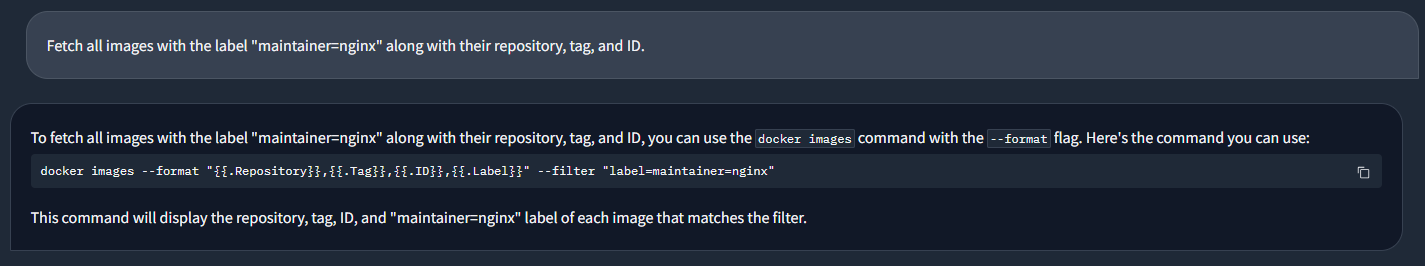 Fetch all images with the label "maintainer=nginx" along with their repository, tag, and ID.
To fetch all images with the label "maintainer=nginx" along with their repository, tag, and ID, you can use the docker images command with the --format flag. Here's the command you can use:
docker images --format "{{.Repository}},{{.Tag}},{{.ID}},{{.Label}}" --filter "label=maintainer=nginx"
This command will display the repository, tag, ID, and "maintainer=nginx" label of each image that matches the filter.